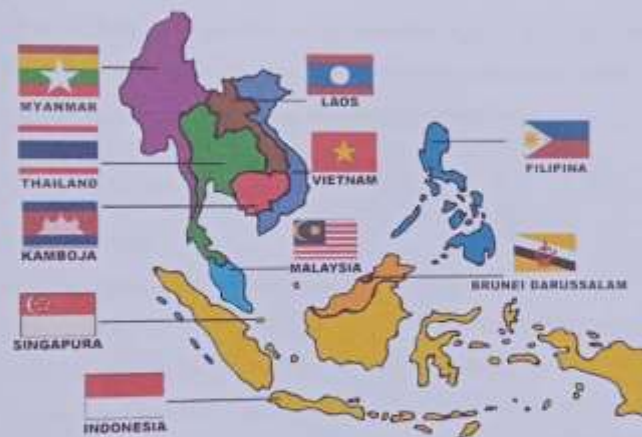 MYANMAR
LAOS
THAILAND
VIETNAM
FILIPINA
KAMBOJA
MALAYSIA
BRUNEI DARUSSALAM
SINGAPURA
INDONESIA